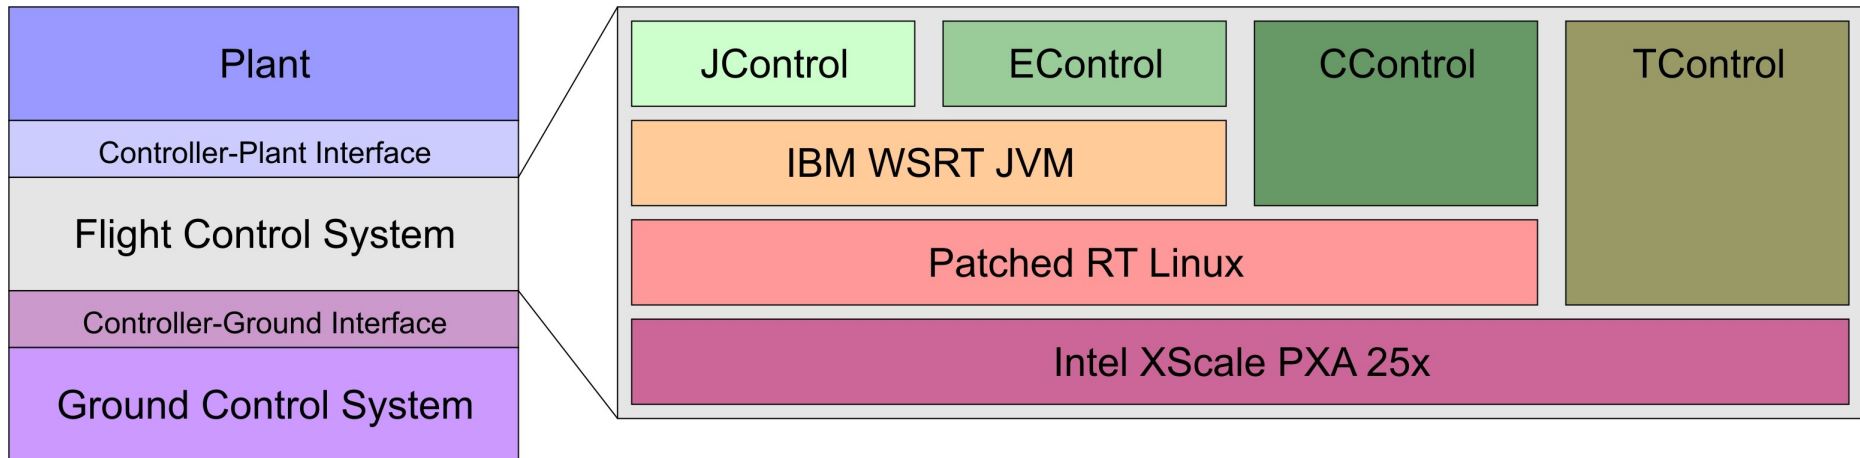 Plant
Controller-Plant Interface
Flight Control System
Controller-Ground Interface
Ground Control System
JControl
EControl
CControl
TControl
IBM WSRT JVM
Patched RT Linux
Intel XScale PXA 25x